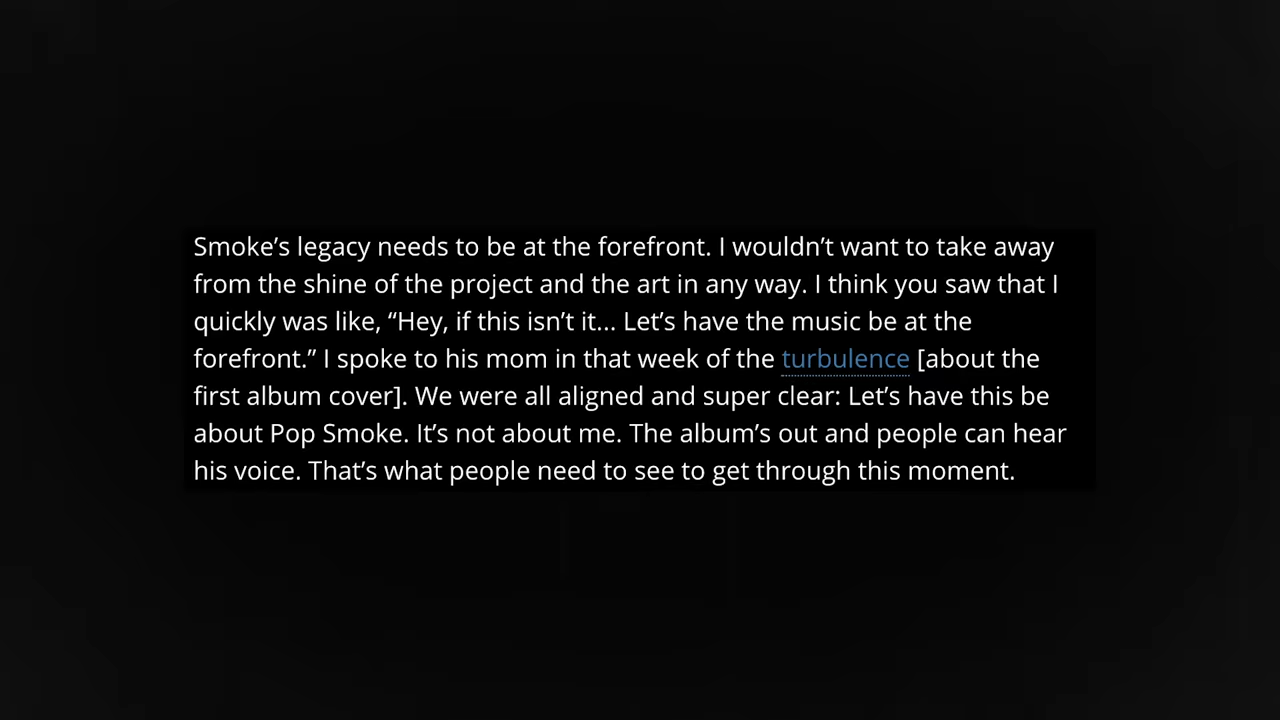 Smoke’s legacy needs to be at the forefront. I wouldn’t want to take away
from the shine of the project and the art in any way. I think you saw that I
quickly was like, “Hey, if this isn’t it... Let’s have the music be at the
forefront.” I spoke to his mom in that week of the turbulence [about the
first album cover]. We were all aligned and super clear: Let’s have this be
about Pop Smoke. It’s not about me. The album’s out and people can hear
his voice. That’s what people need to see to get through this moment.